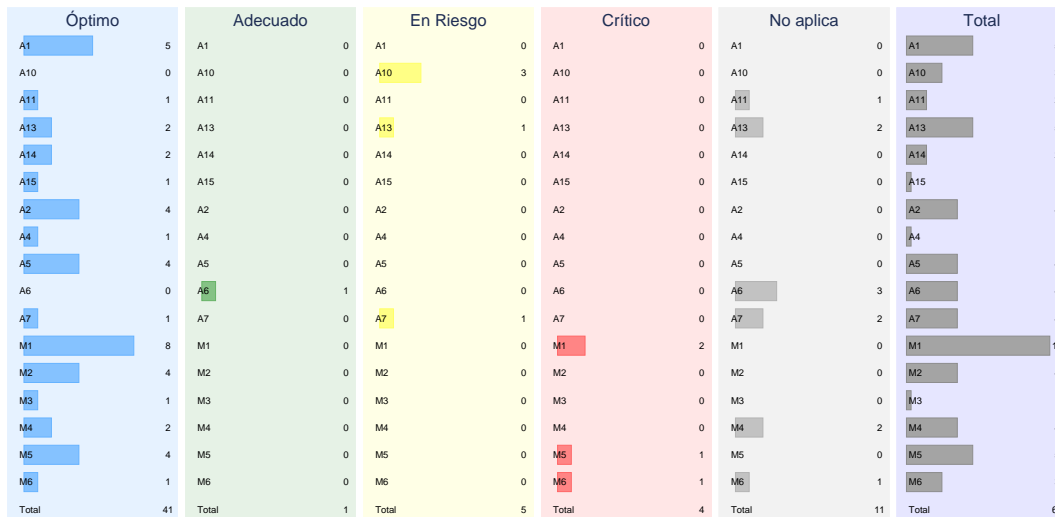 Óptimo
A1 5
A10 0
A11 1
A13 2
A14 2
A15 1
A2 4
A4 1
A5 4
A6 0
A7 1
M1 8
M2 4
M3 1
M4 2
M5 4
M6 1
Total 41
Adecuado
A1 0
A10 0
A11 0
A13 0
A14 0
A15 0
A2 0
A4 0
A5 0
A6 1
A7 0
M1 0
M2 0
M3 0
M4 0
M5 0
M6 0
Total 1
En Riesgo
A1 0
A10 3
A11 0
A13 1
A14 0
A15 0
A2 0
A4 0
A5 0
A6 0
A7 1
M1 0
M2 0
M3 0
M4 0
M5 0
M6 0
Total 5
Crítico
A1 0
A10 0
A11 0
A13 0
A14 0
A15 0
A2 0
A4 0
A5 0
A6 0
A7 0
M1 2
M2 0
M3 0
M4 0
M5 1
M6 1
Total 4
No aplica
A1 0
A10 0
A11 1
A13 2
A14 0
A15 0
A2 0
A4 0
A5 0
A6 3
A7 2
M1 0
M2 0
M3 0
M4 2
M5 0
M6 1
Total 11
Total
A1
A10
A11
A13
A14
A15
A2
A4
A5
A6
A7
M1
M2
M3
M4
M5
M6
Total